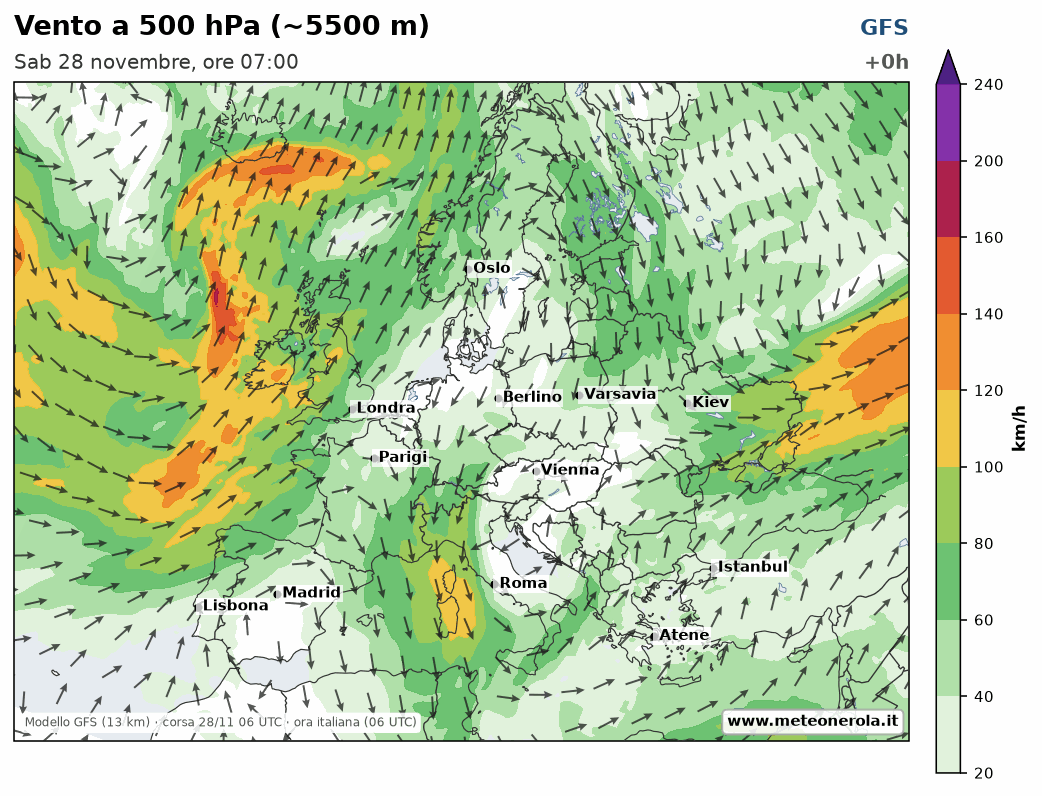 Vento a 500 hPa (~5500 m)
GFS
Sab 28 novembre, ore 07:00
+0h
240
200
160
140
120
100
80
60
40
20
km/h
Oslo
Londra
Berlino
Varsavia
Kiev
Parigi
Vienna
Roma
Istanbul
Madrid
Lisbona
Atene
Modello GFS (13 km) · corsa 28/11 06 UTC · ora italiana (06 UTC)
www.meteonerola.it